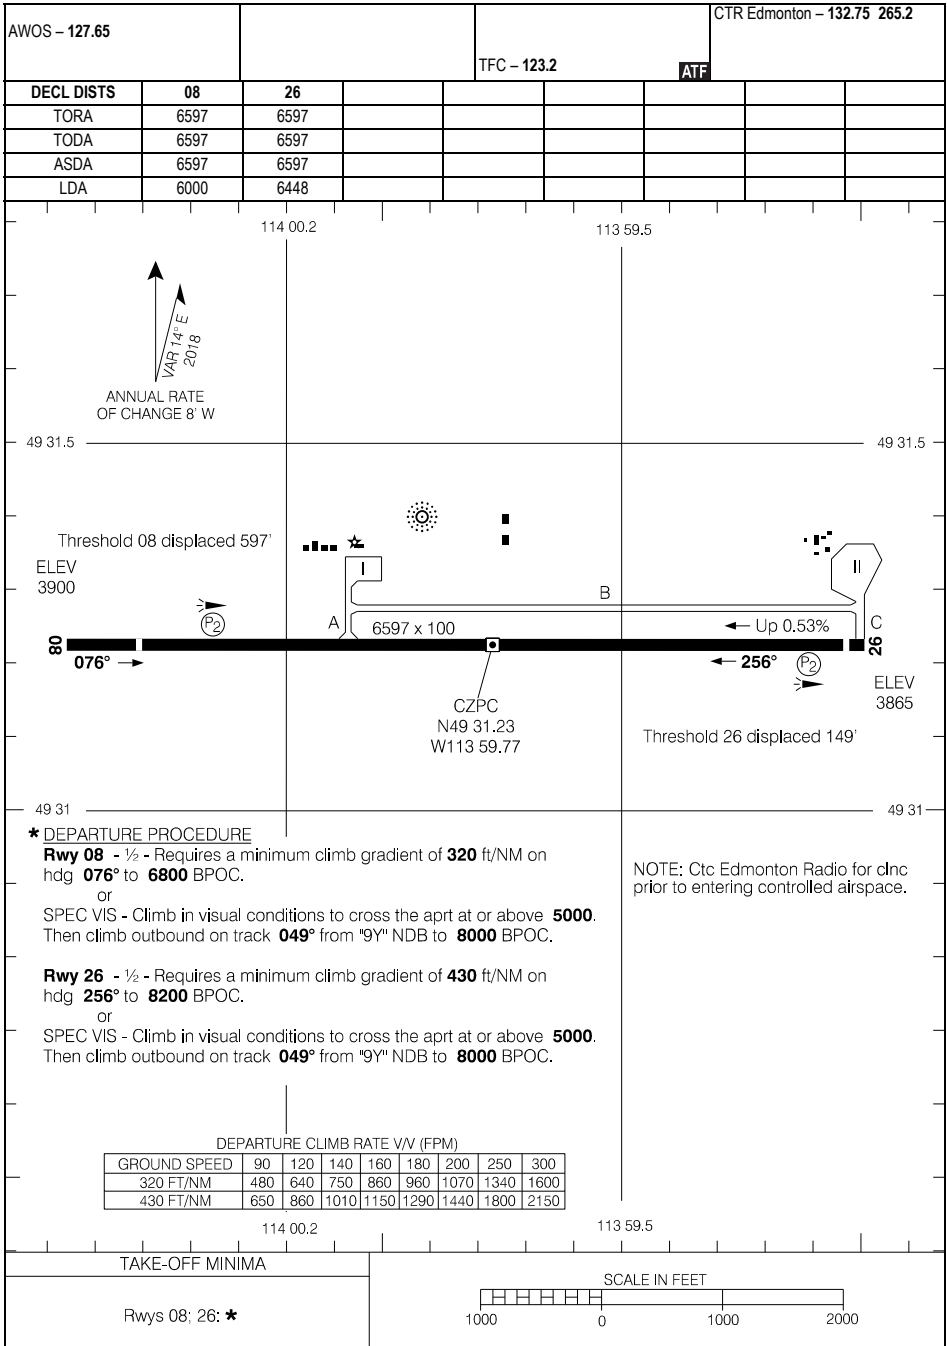 AWOS – 127.65
TFC – 123.2
ATF
CTR Edmonton – 132.75 265.2
DECL DISTS 08 26
TORA 6597 6597
TODA 6597 6597
ASDA 6597 6597
LDA 6000 6448
114 00.2 113 59.5
VAR 14° E
2018
ANNUAL RATE
OF CHANGE 8' W
49 31.5 49 31.5
Threshold 08 displaced 597'
ELEV
3900
I
II
B
P2
A
6597 x 100
Up 0.53%
C
08
26
076°
256°
P2
ELEV
3865
CZPC
N49 31.23
W113 59.77
Threshold 26 displaced 149'
49 31 49 31
* DEPARTURE PROCEDURE
Rwy 08 - ½ - Requires a minimum climb gradient of 320 ft/NM on
hdg 076° to 6800 BPOC.
or
SPEC VIS - Climb in visual conditions to cross the aprt at or above 5000.
Then climb outbound on track 049° from "9Y" NDB to 8000 BPOC.
NOTE: Ctc Edmonton Radio for clnc
prior to entering controlled airspace.
Rwy 26 - ½ - Requires a minimum climb gradient of 430 ft/NM on
hdg 256° to 8200 BPOC.
or
SPEC VIS - Climb in visual conditions to cross the aprt at or above 5000.
Then climb outbound on track 049° from "9Y" NDB to 8000 BPOC.
DEPARTURE CLIMB RATE V/V (FPM)
GROUND SPEED 90 120 140 160 180 200 250 300
320 FT/NM 480 640 750 860 960 1070 1340 1600
430 FT/NM 650 860 1010 1150 1290 1440 1800 2150
114 00.2 113 59.5
TAKE-OFF MINIMA
Rwys 08; 26: *
SCALE IN FEET
1000 0 1000 2000